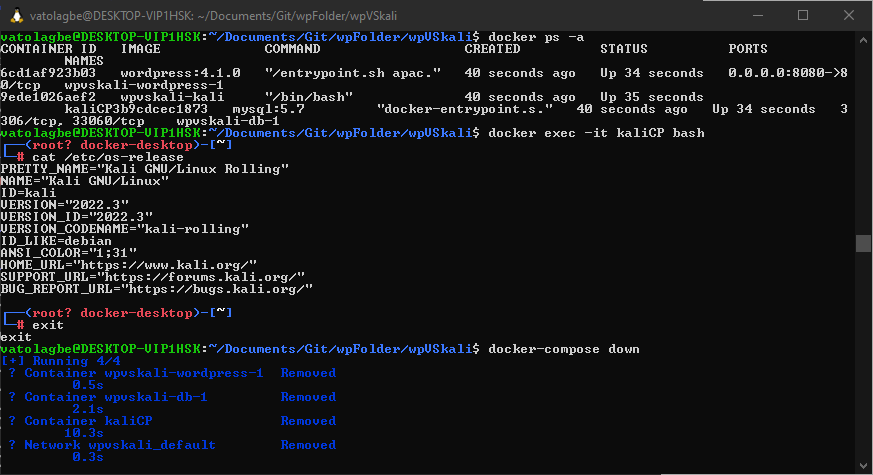 vatolagbe@DESKTOP-VIP1HSK: ~/Documents/Git/wpFolder/wpVSkali
vatolagbe@DESKTOP-VIP1HSK:~/Documents/Git/wpFolder/wpVSkali$ docker ps -a
CONTAINER ID   IMAGE             COMMAND                  CREATED          STATUS          PORTS
        NAMES
6cd1af923b03   wordpress:4.1.0   "/entrypoint.sh apac."   40 seconds ago   Up 34 seconds   0.0.0.0:8080->8
0/tcp   wpvskali-wordpress-1
9ede1026aef2   wpvskali-kali     "/bin/bash"              40 seconds ago   Up 35 seconds
        kaliCP3b9cdcec1873   mysql:5.7         "docker-entrypoint.s."   40 seconds ago   Up 34 seconds   3
306/tcp, 33060/tcp    wpvskali-db-1
vatolagbe@DESKTOP-VIP1HSK:~/Documents/Git/wpFolder/wpVSkali$ docker exec -it kaliCP bash
┌──(root? docker-desktop)-[~]
└─# cat /etc/os-release
PRETTY_NAME="Kali GNU/Linux Rolling"
NAME="Kali GNU/Linux"
ID=kali
VERSION="2022.3"
VERSION_ID="2022.3"
VERSION_CODENAME="kali-rolling"
ID_LIKE=debian
ANSI_COLOR="1;31"
HOME_URL="https://www.kali.org/"
SUPPORT_URL="https://forums.kali.org/"
BUG_REPORT_URL="https://bugs.kali.org/"
┌──(root? docker-desktop)-[~]
└─# exit
exit
vatolagbe@DESKTOP-VIP1HSK:~/Documents/Git/wpFolder/wpVSkali$ docker-compose down
[+] Running 4/4
 ? Container wpvskali-wordpress-1  Removed
         0.5s
 ? Container wpvskali-db-1         Removed
         2.1s
 ? Container kaliCP                Removed
        10.3s
 ? Network wpvskali_default        Removed
         0.3s